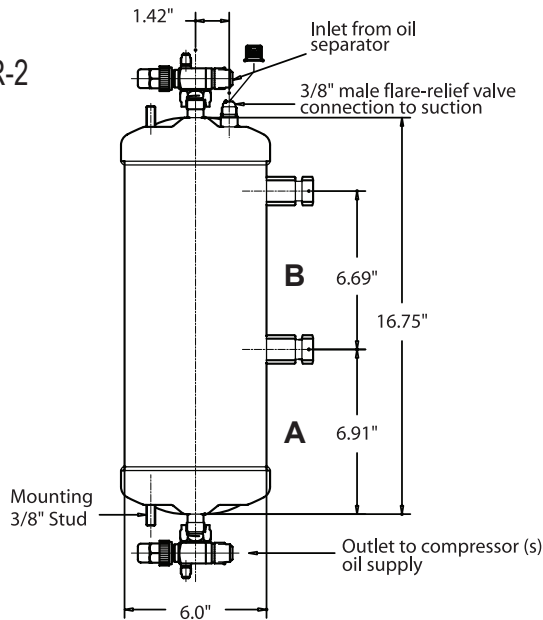 1.42"
Inlet from oil
separator
R-2
3/8" male flare-relief valve
connection to suction
B
6.69"
16.75"
A
6.91"
Mounting
3/8" Stud
Outlet to compressor (s)
oil supply
6.0"